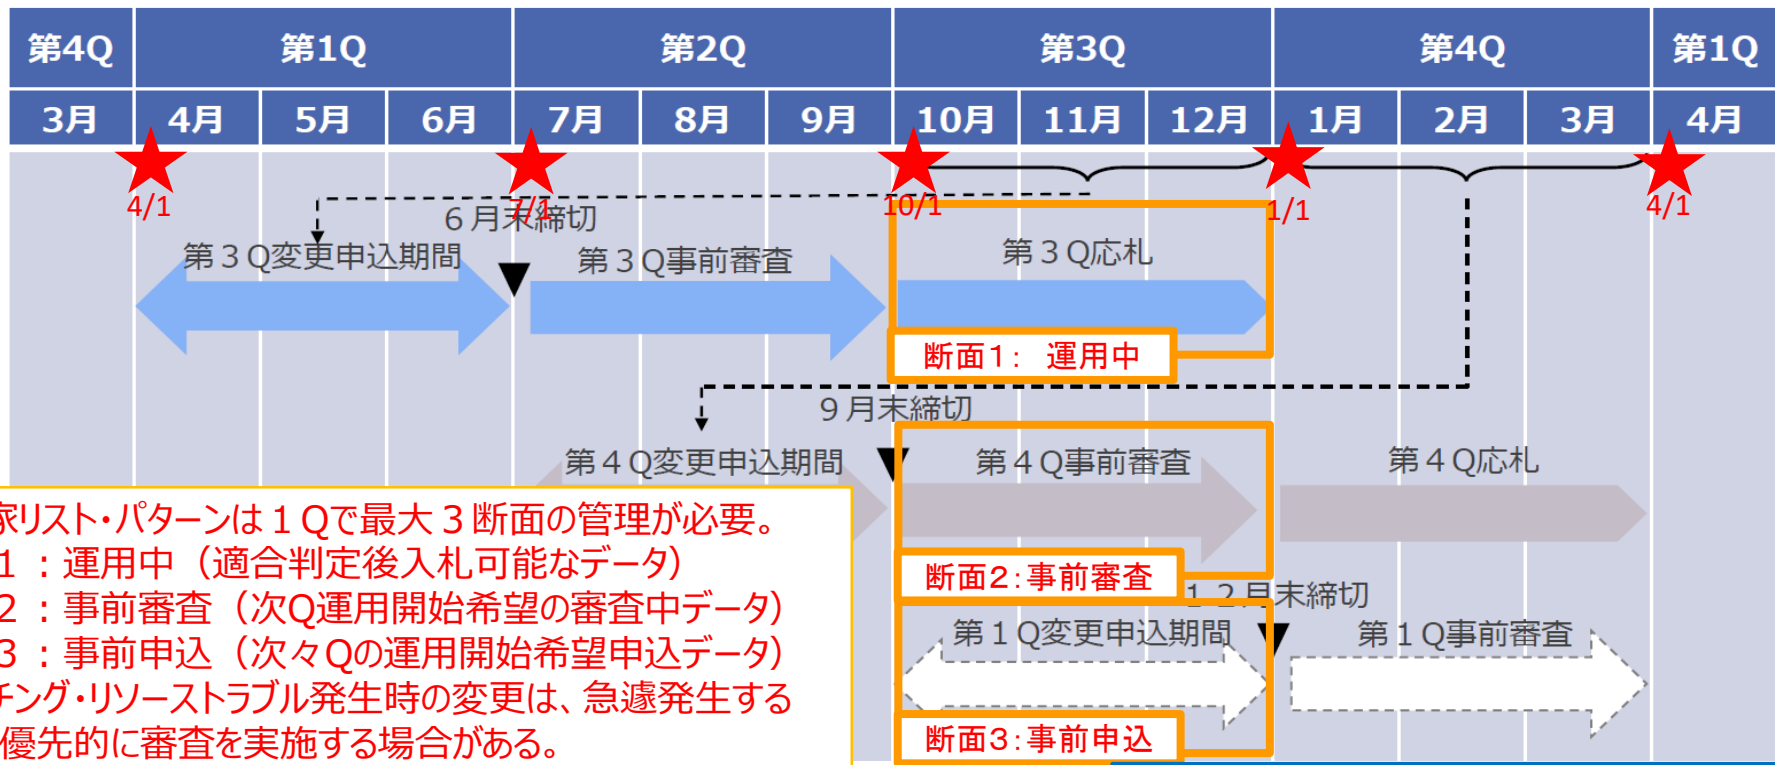 第4Q 第1Q 第2Q 第3Q 第4Q 第1Q
3月 4月 5月 6月 7月 8月 9月 10月 11月 12月 1月 2月 3月 4月
4/1 7/1 10/1 1/1 4/1
6月末締切
第3Q変更申込期間 第3Q事前審査 第3Q応札
断面1: 運用中
9月末締切
第4Q変更申込期間 第4Q事前審査 第4Q応札
断面2:事前審査
12月末締切
第1Q変更申込期間 第1Q事前審査
断面3:事前申込
家リスト・パターンは1Qで最大3断面の管理が必要。
1:運用中(適合判定後入札可能なデータ)
2:事前審査(次Q運用開始希望の審査中データ)
3:事前申込(次々Qの運用開始希望申込データ)
チング・リソーストラブル発生時の変更は、急遽発生する
優先的に審査を実施する場合がある。